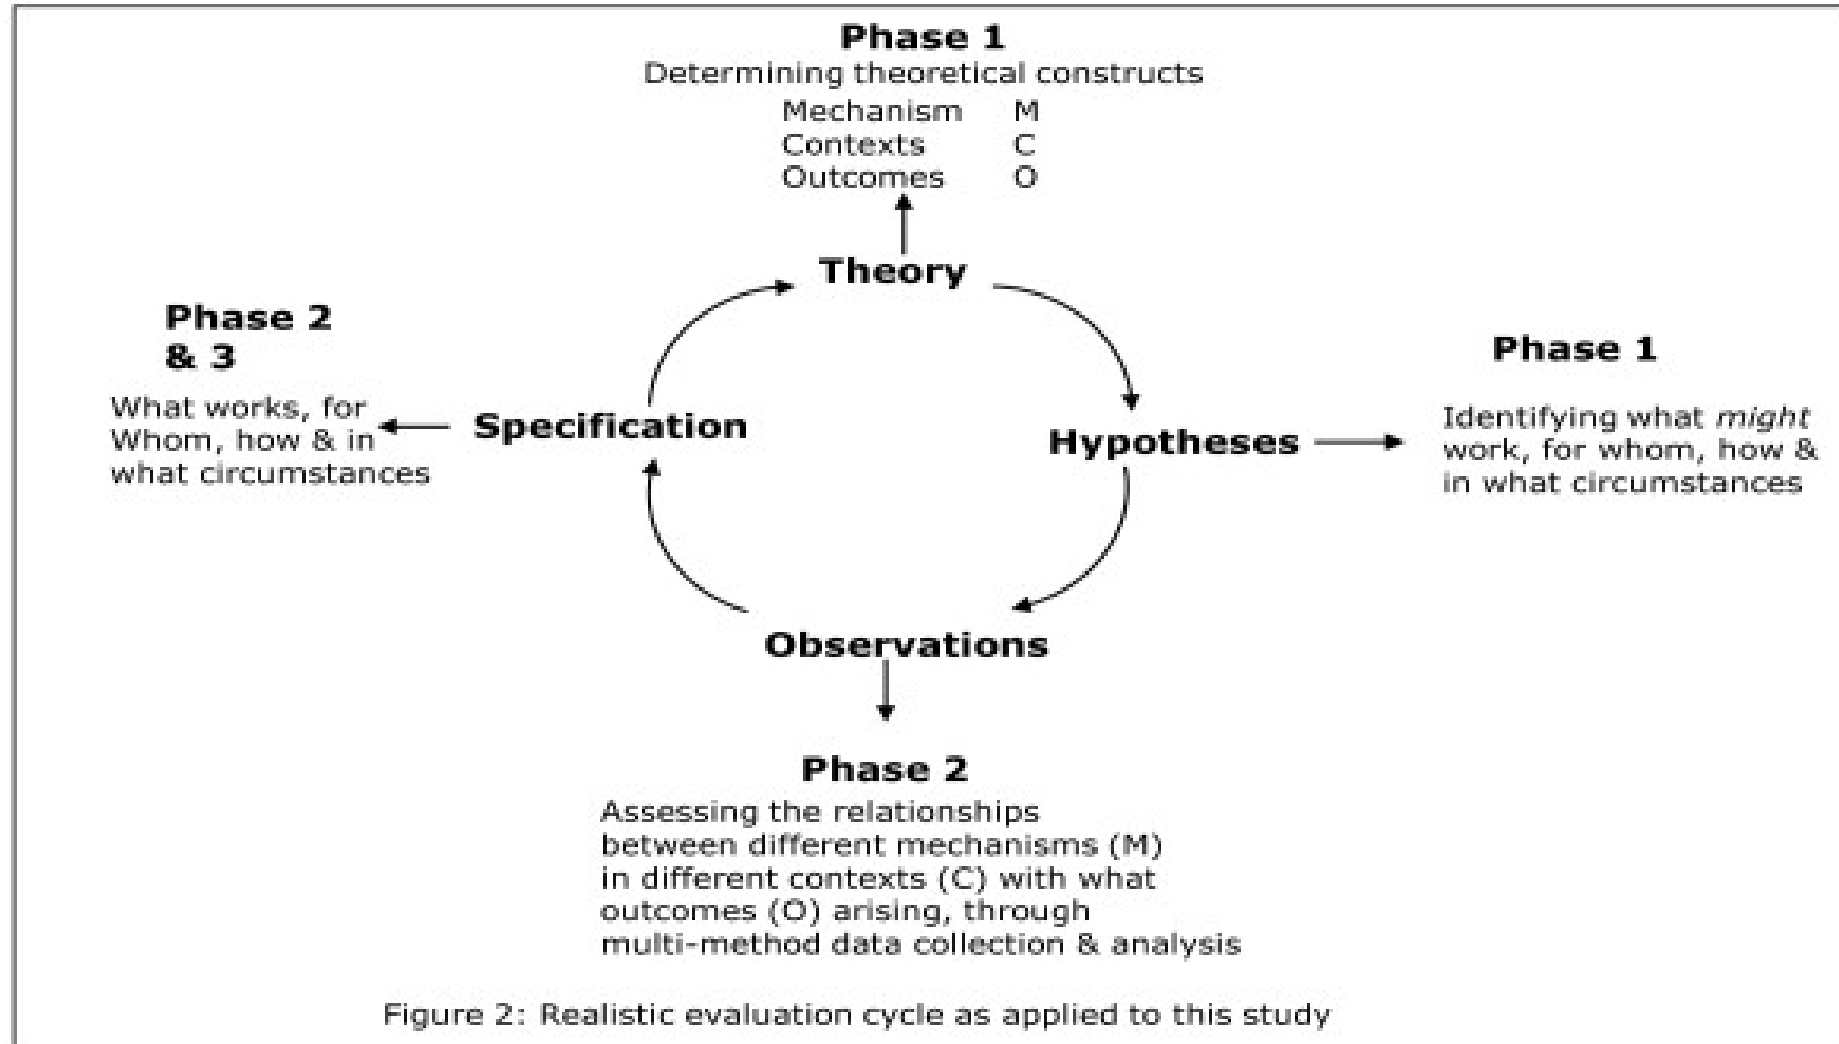 Phase 1
Determining theoretical constructs
Mechanism M
Contexts C
Outcomes O
Theory
Phase 2
& 3
What works, for
Whom, how & in
what circumstances
Specification
Hypotheses
Phase 1
Identifying what might
work, for whom, how &
in what circumstances
Observations
Phase 2
Assessing the relationships
between different mechanisms (M)
in different contexts (C) with what
outcomes (O) arising, through
multi-method data collection & analysis
Figure 2: Realistic evaluation cycle as applied to this study